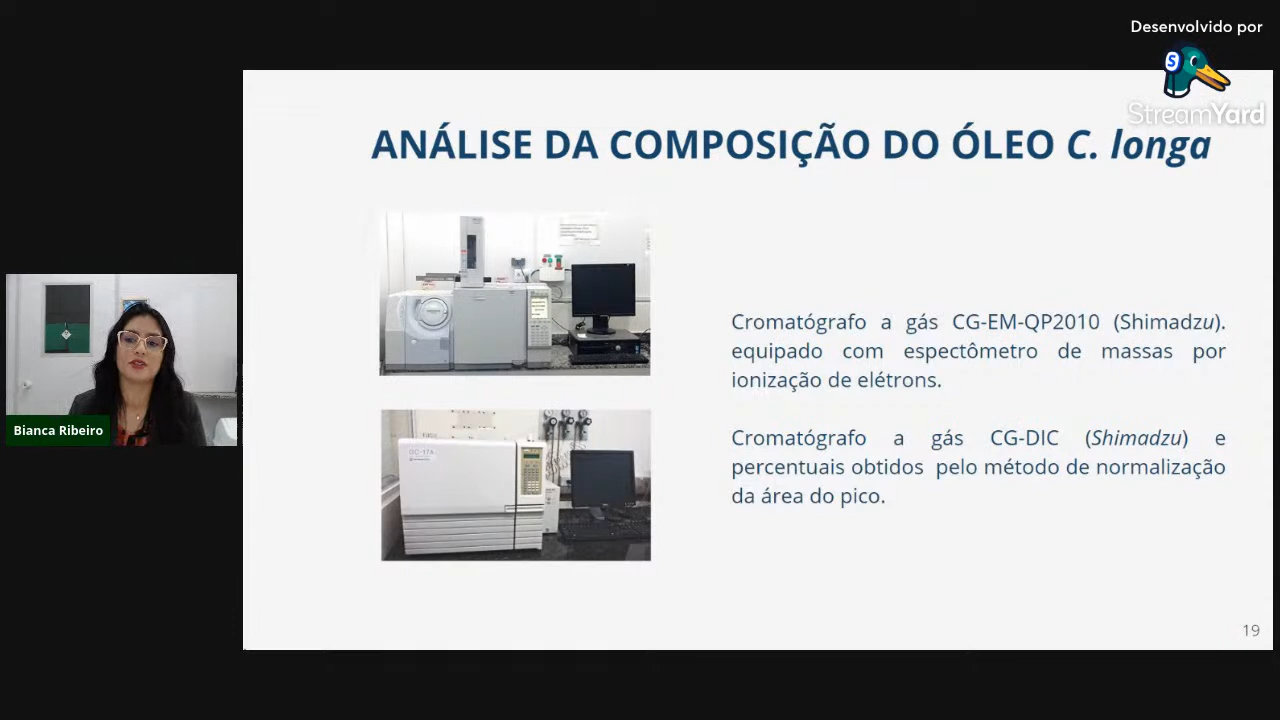 Desenvolvido por
StreamYard
ANÁLISE DA COMPOSIÇÃO DO ÓLEO C. longa
Cromatógrafo a gás CG-EM-QP2010 (Shimadzu).
equipado com espectômetro de massas por
ionização de elétrons.
Cromatógrafo a gás CG-DIC (Shimadzu) e
percentuais obtidos pelo método de normalização
da área do pico.
GC-17A
Bianca Ribeiro
19